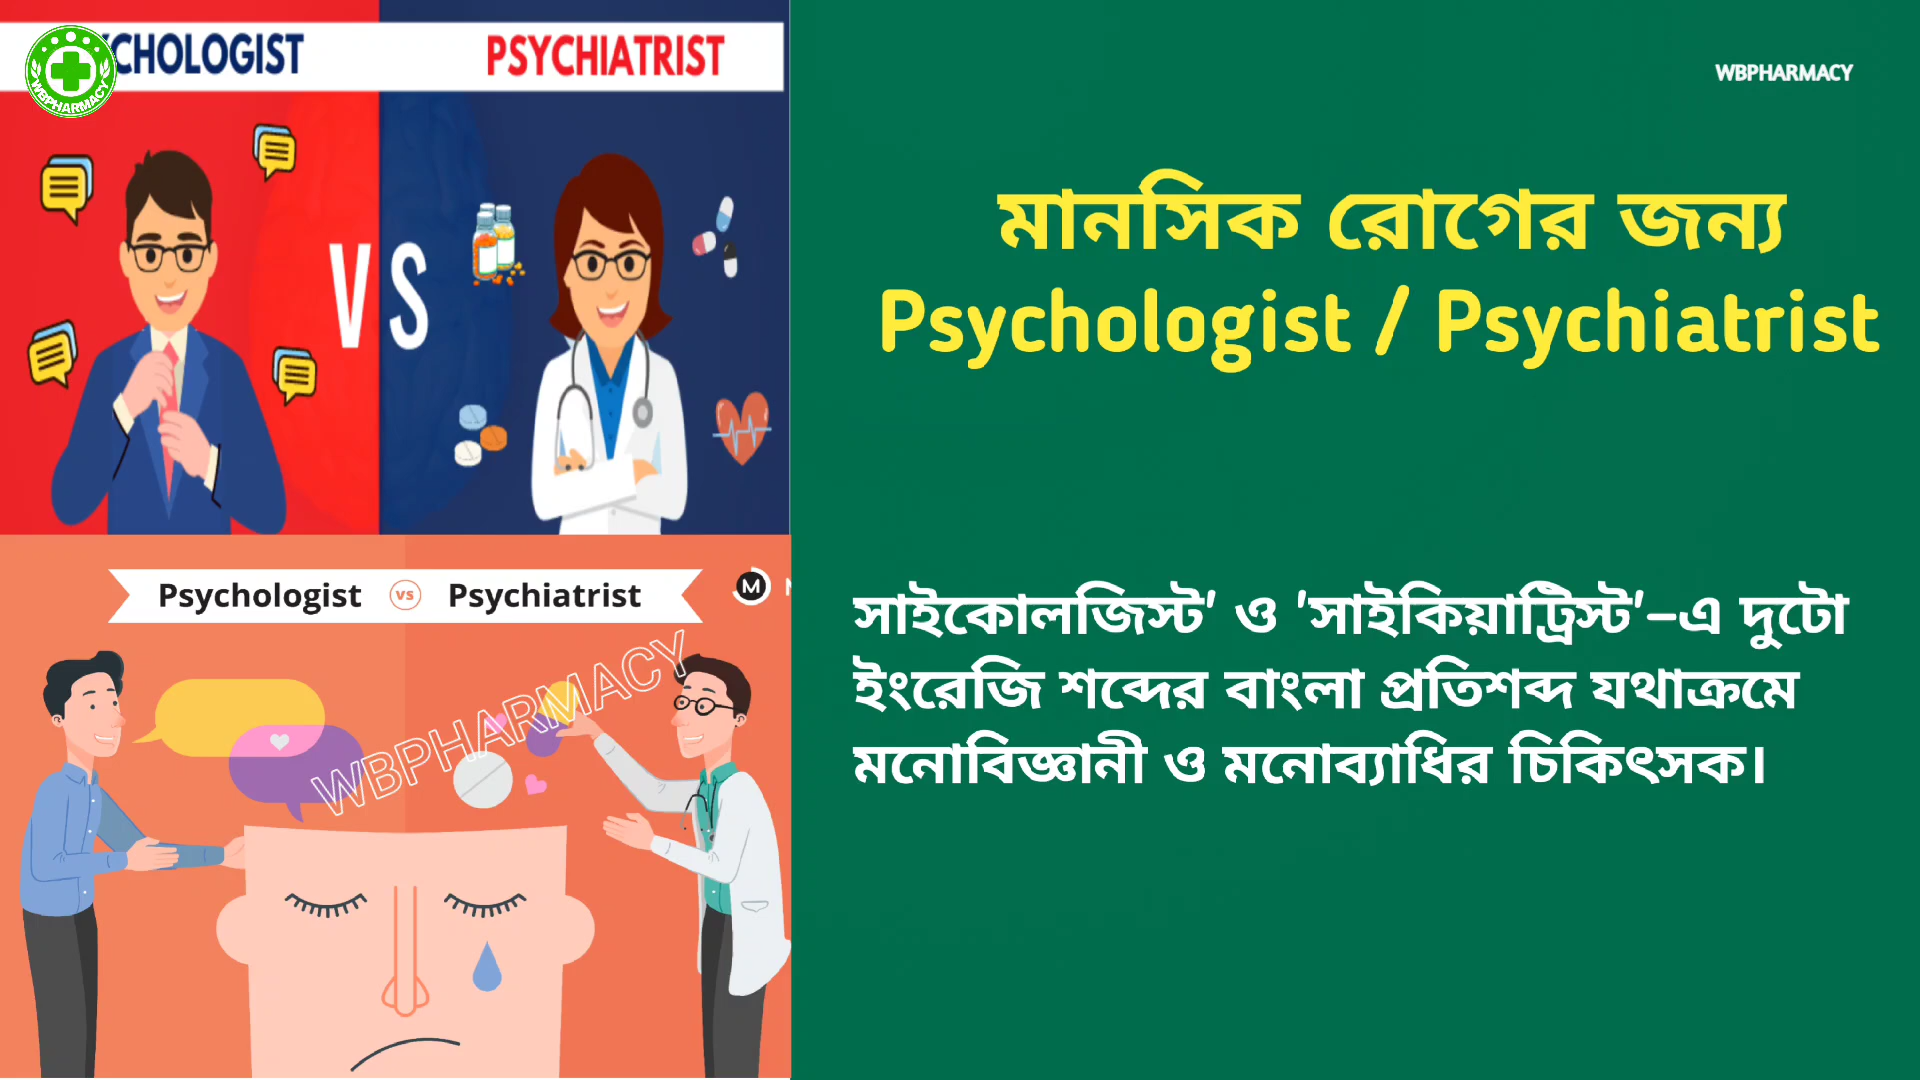 CHOLOGIST PSYCHIATRIST
WBPHARMACY
VS
Psychologist vs Psychiatrist
M
WBPHARMACY
WBPHARMACY
মানসিক রোগের জন্য
Psychologist / Psychiatrist
সাইকোলজিস্ট' ও 'সাইকিয়াট্রিস্ট'-এ দুটো
ইংরেজি শব্দের বাংলা প্রতিশব্দ যথাক্রমে
মনোবিজ্ঞানী ও মনোব্যাধির চিকিৎসক।